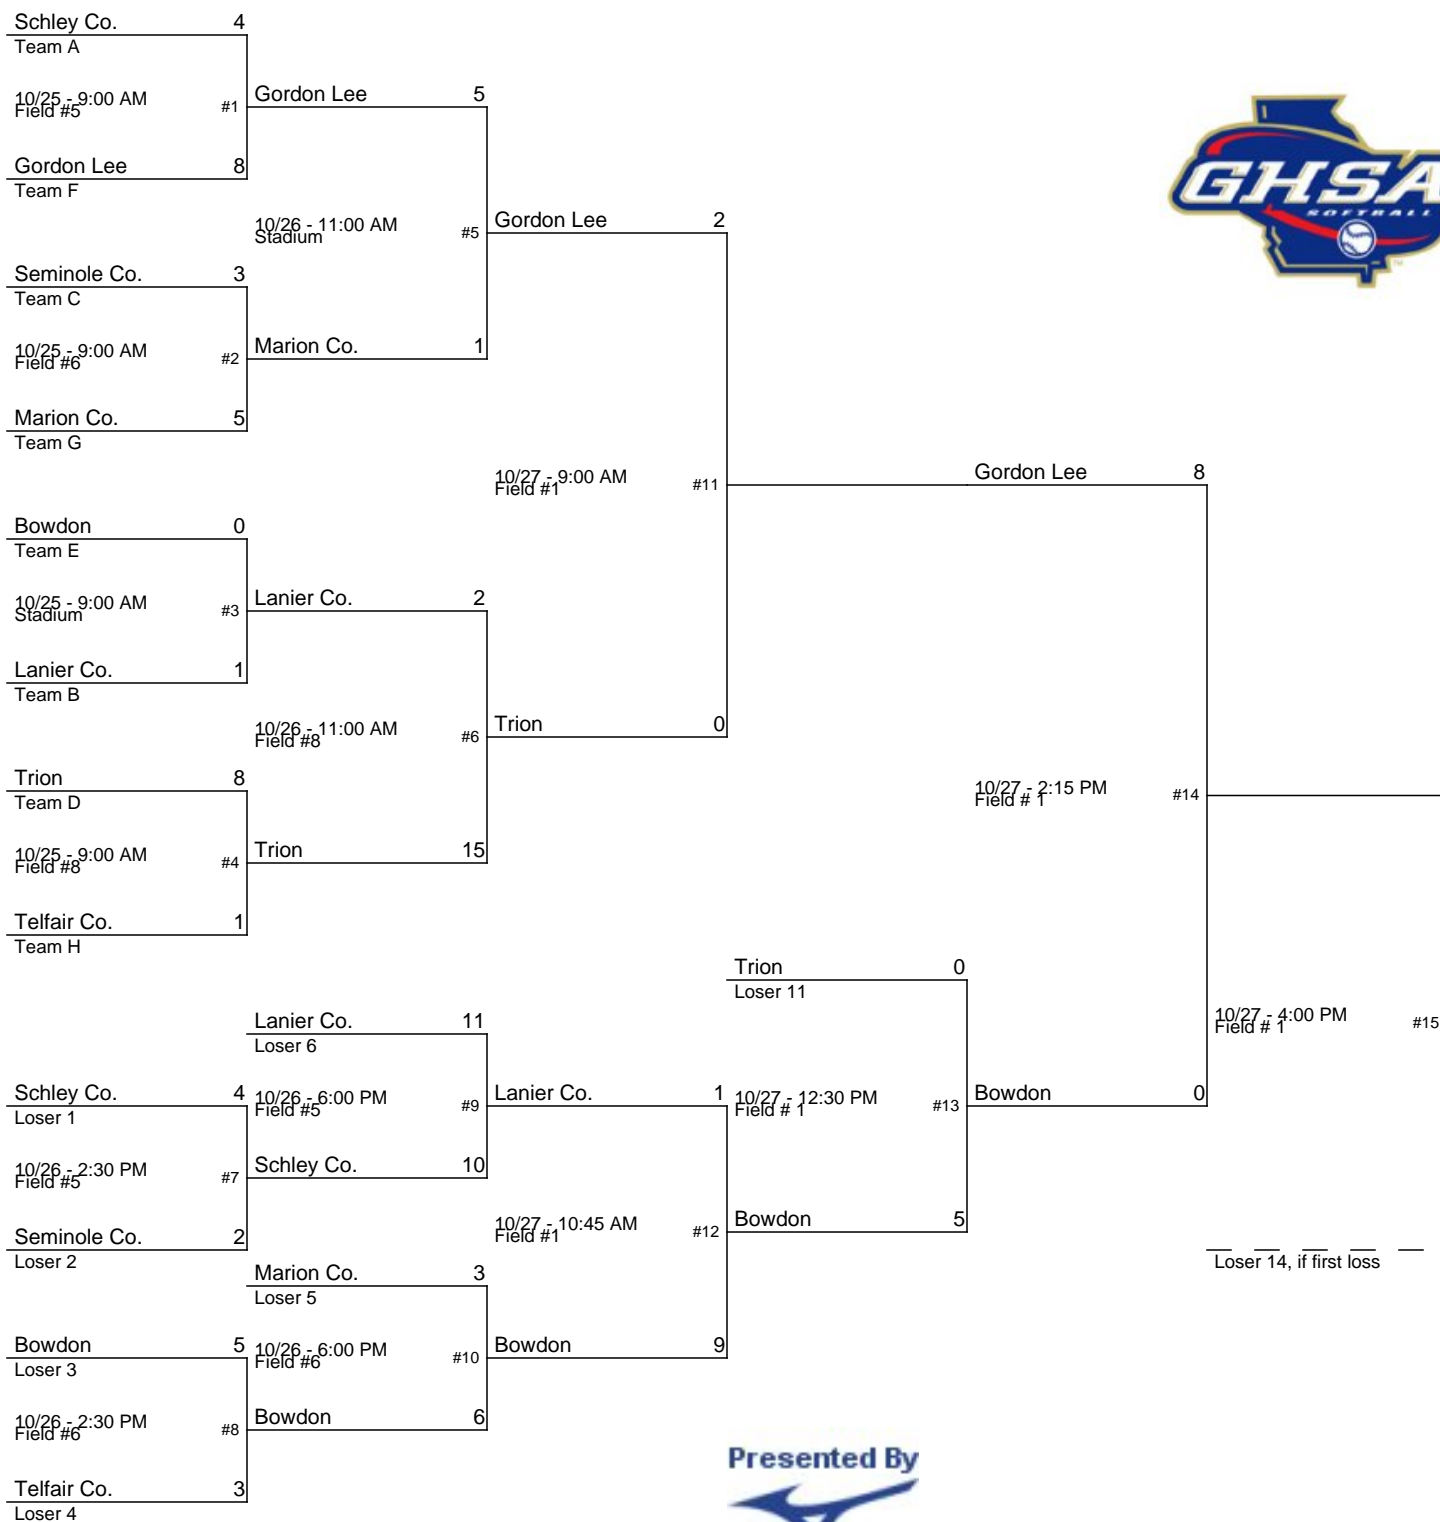 Schley Co. 4
Team A
10/25 - 9:00 AM
Field #5
#1
Gordon Lee 8
Team F
Seminole Co. 3
Team C
10/25 - 9:00 AM
Field #6
#2
Marion Co. 5
Team G
Bowdon 0
Team E
10/25 - 9:00 AM
Stadium
#3
Lanier Co. 1
Team B
Trion 8
Team D
10/25 - 9:00 AM
Field #8
#4
Telfair Co. 1
Team H
Gordon Lee 5
10/26 - 11:00 AM
Stadium
#5
Marion Co. 1
Lanier Co. 2
10/26 - 11:00 AM
Field #8
#6
Trion 15
Gordon Lee 2
10/27 - 9:00 AM
Field #1
#11
Trion 0
Gordon Lee 8
10/27 - 2:15 PM
Field # 1
#14
Bowdon 0
GHSA
SOFTBALL
TM
Schley Co. 4
Loser 1
10/26 - 2:30 PM
Field #5
#7
Seminole Co. 2
Loser 2
Bowdon 5
Loser 3
10/26 - 2:30 PM
Field #6
#8
Telfair Co. 3
Loser 4
Lanier Co. 11
Loser 6
10/26 - 6:00 PM
Field #5
#9
Schley Co. 10
Marion Co. 3
Loser 5
10/26 - 6:00 PM
Field #6
#10
Bowdon 6
Lanier Co. 1
10/27 - 10:45 AM
Field #1
#12
Bowdon 9
Trion 0
Loser 11
10/27 - 12:30 PM
Field # 1
#13
Bowdon 5
10/27 - 4:00 PM
Field # 1
#15
Loser 14, if first loss
Presented By